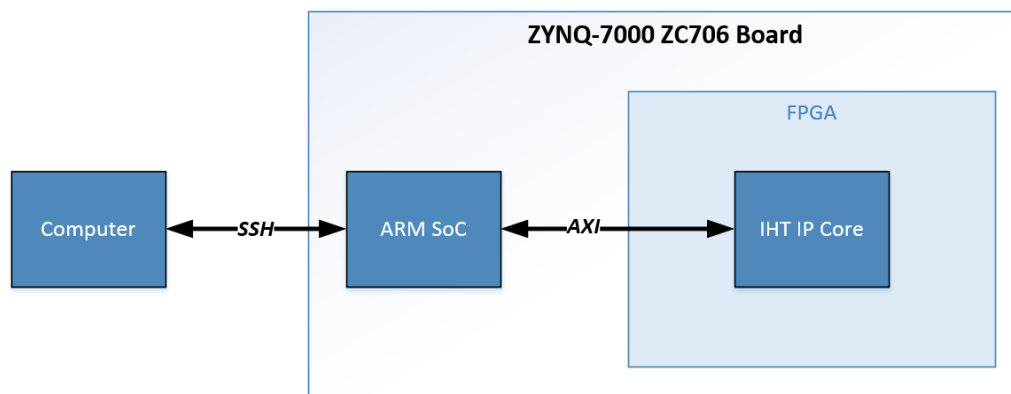 ZYNQ-7000 ZC706 Board
FPGA
Computer
SSH
ARM SoC
AXI
IHT IP Core